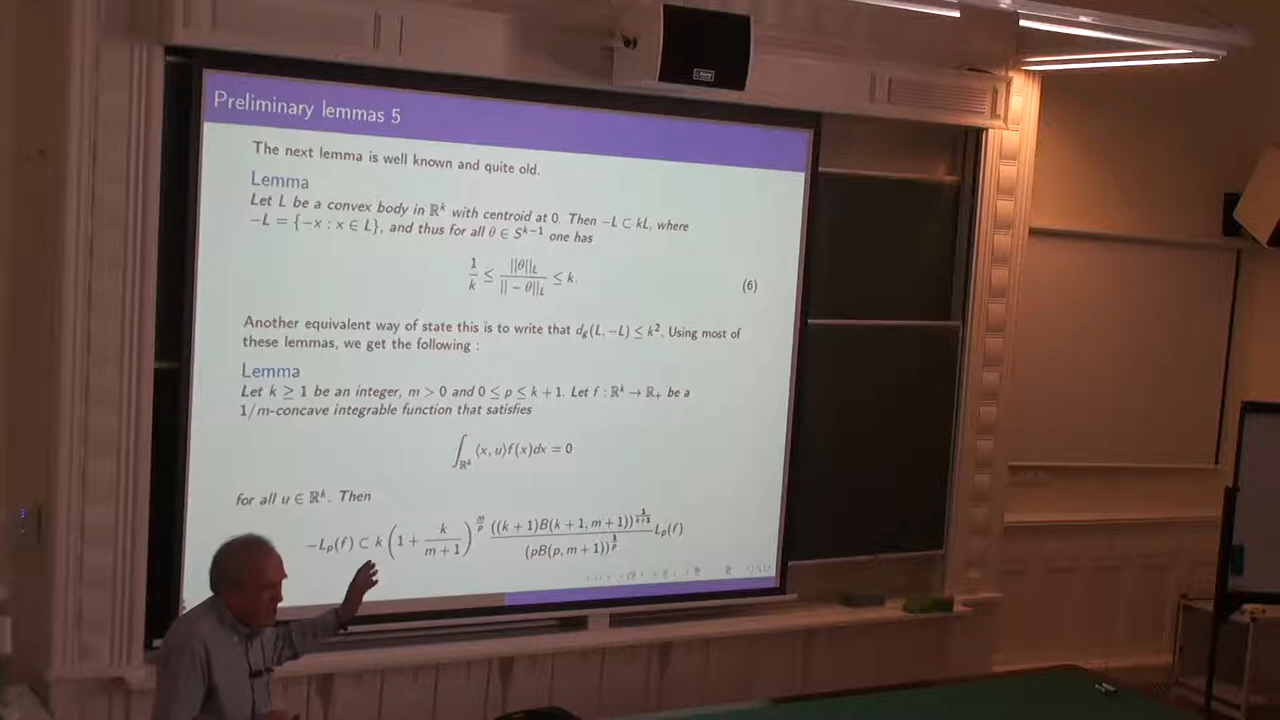 Preliminary lemmas 5
The next lemma is well known and quite old.
Lemma
Let L be a convex body in ℝ^k with centroid at 0. Then −L ⊂ kL, where
−L = {−x : x ∈ L}, and thus for all θ ∈ S^{k−1} one has
1/k ≤ ||θ||_L / ||−θ||_L ≤ k. (6)
Another equivalent way of state this is to write that d_g(L, −L) ≤ k². Using most of
these lemmas, we get the following :
Lemma
Let k ≥ 1 be an integer, m > 0 and 0 ≤ p ≤ k + 1. Let f : ℝ^k → ℝ_+ be a
1/m-concave integrable function that satisfies
∫_{ℝ^k} ⟨x, u⟩f(x)dx = 0
for all u ∈ ℝ^k. Then
−L_p(f) ⊂ k (1 + k/(m+1))^{m/p} ((k + 1)B(k + 1, m + 1))^{1/(k+1)} / (pB(p, m + 1))^{1/p} L_p(f)